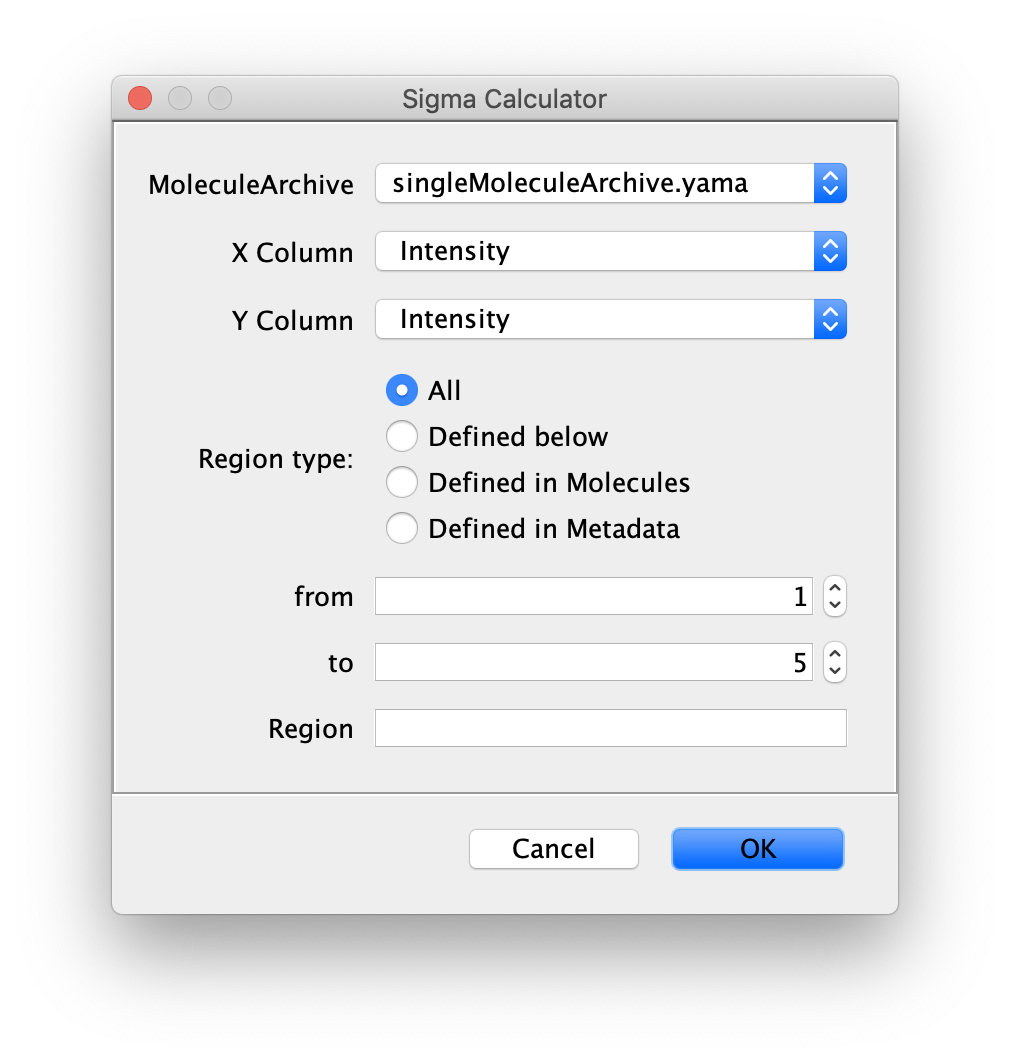 Sigma Calculator
MoleculeArchive singleMoleculeArchive.yama
X Column Intensity
Y Column Intensity
All
Defined below
Region type:
Defined in Molecules
Defined in Metadata
from 1
to 5
Region
Cancel OK